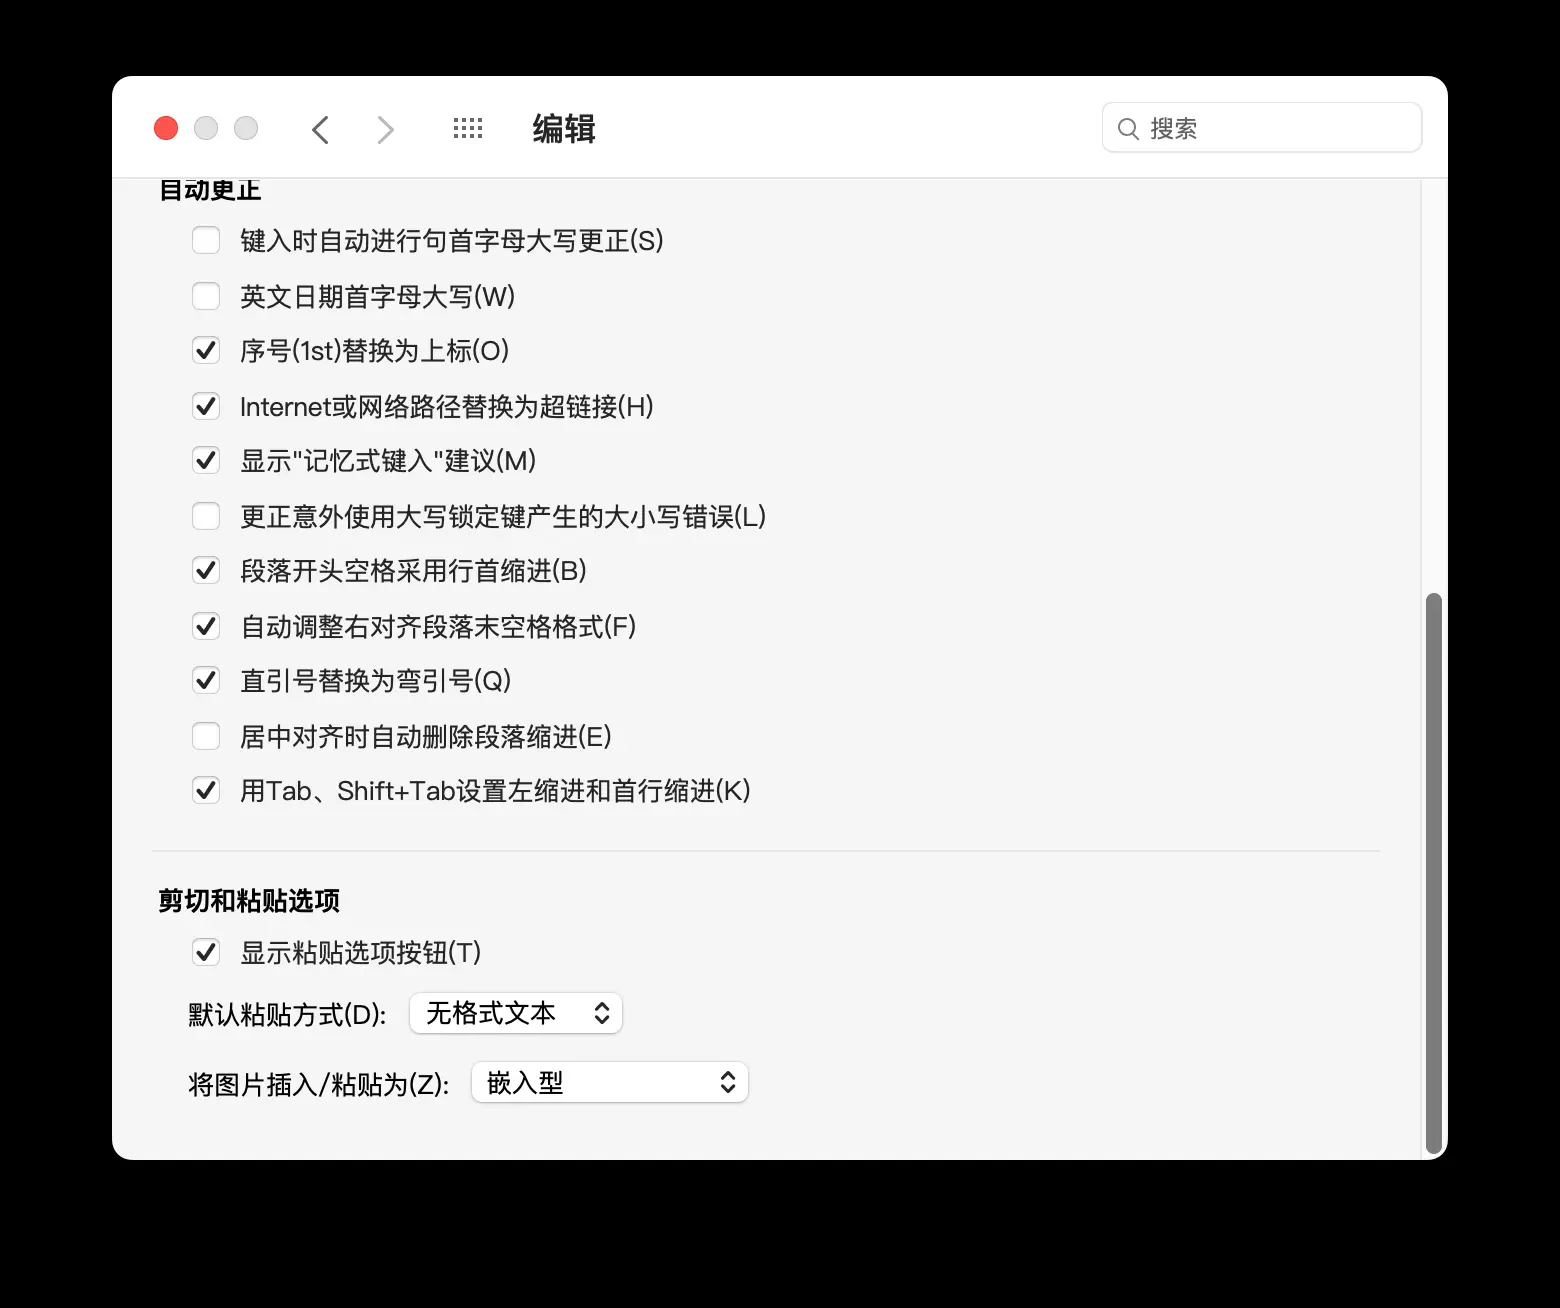 编辑
搜索
自动更正
键入时自动进行句首字母大写更正(S)
英文日期首字母大写(W)
序号(1st)替换为上标(O)
Internet或网络路径替换为超链接(H)
显示"记忆式键入"建议(M)
更正意外使用大写锁定键产生的大小写错误(L)
段落开头空格采用行首缩进(B)
自动调整右对齐段落末空格格式(F)
直引号替换为弯引号(Q)
居中对齐时自动删除段落缩进(E)
用Tab、Shift+Tab设置左缩进和首行缩进(K)
剪切和粘贴选项
显示粘贴选项按钮(T)
默认粘贴方式(D): 无格式文本
将图片插入/粘贴为(Z): 嵌入型